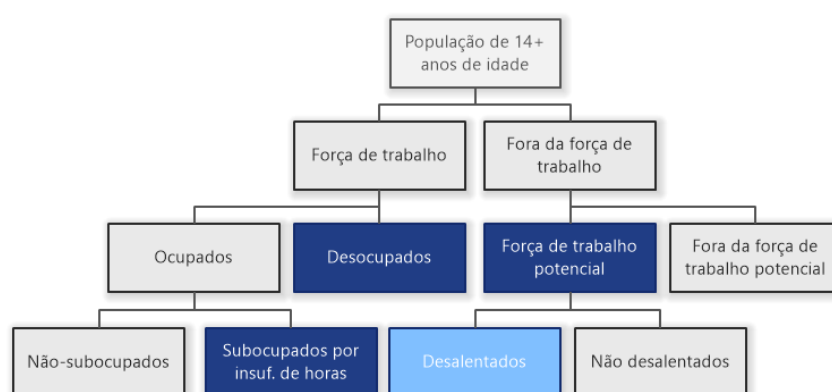 População de 14+
anos de idade
Força de trabalho
Fora da força de
trabalho
Ocupados
Desocupados
Força de trabalho
potencial
Fora da força de
trabalho potencial
Não-subocupados
Subocupados por
insuf. de horas
Desalentados
Não desalentados